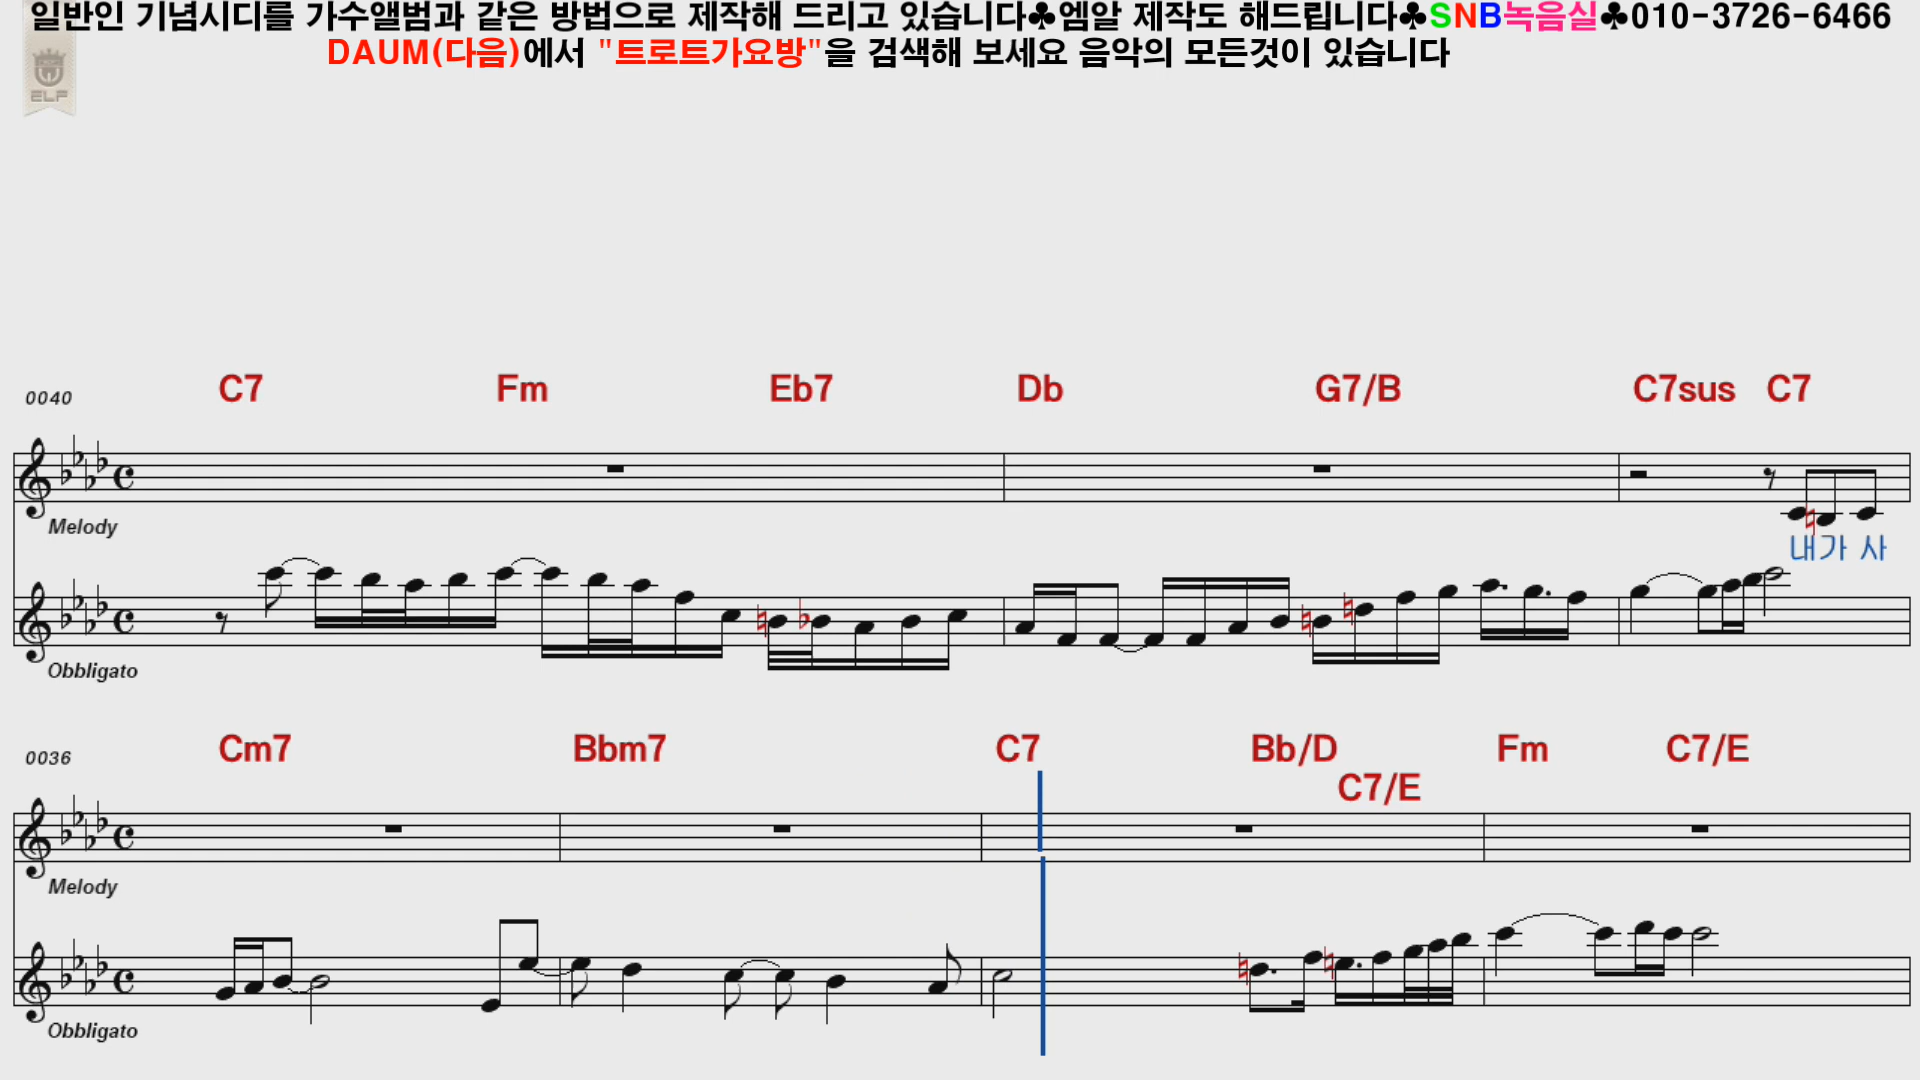 일반인 기념시디를 가수앨범과 같은 방법으로 제작해 드리고 있습니다♣엠알 제작도 해드립니다♣SNB녹음실♣010-3726-6466
DAUM(다음)에서 "트로트가요방"을 검색해 보세요 음악의 모든것이 있습니다
ELF
0040 C7 Fm Eb7 Db G7/B C7sus C7
Melody
내가 사
Obbligato
0036 Cm7 Bbm7 C7 Bb/D Fm C7/E
C7/E
Melody
Obbligato